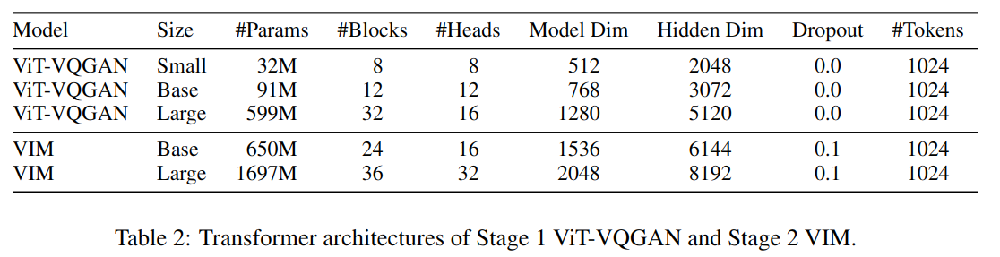 Model Size #Params #Blocks #Heads Model Dim Hidden Dim Dropout #Tokens
ViT-VQGAN Small 32M 8 8 512 2048 0.0 1024
ViT-VQGAN Base 91M 12 12 768 3072 0.0 1024
ViT-VQGAN Large 599M 32 16 1280 5120 0.0 1024
VIM Base 650M 24 16 1536 6144 0.1 1024
VIM Large 1697M 36 32 2048 8192 0.1 1024
Table 2: Transformer architectures of Stage 1 ViT-VQGAN and Stage 2 VIM.